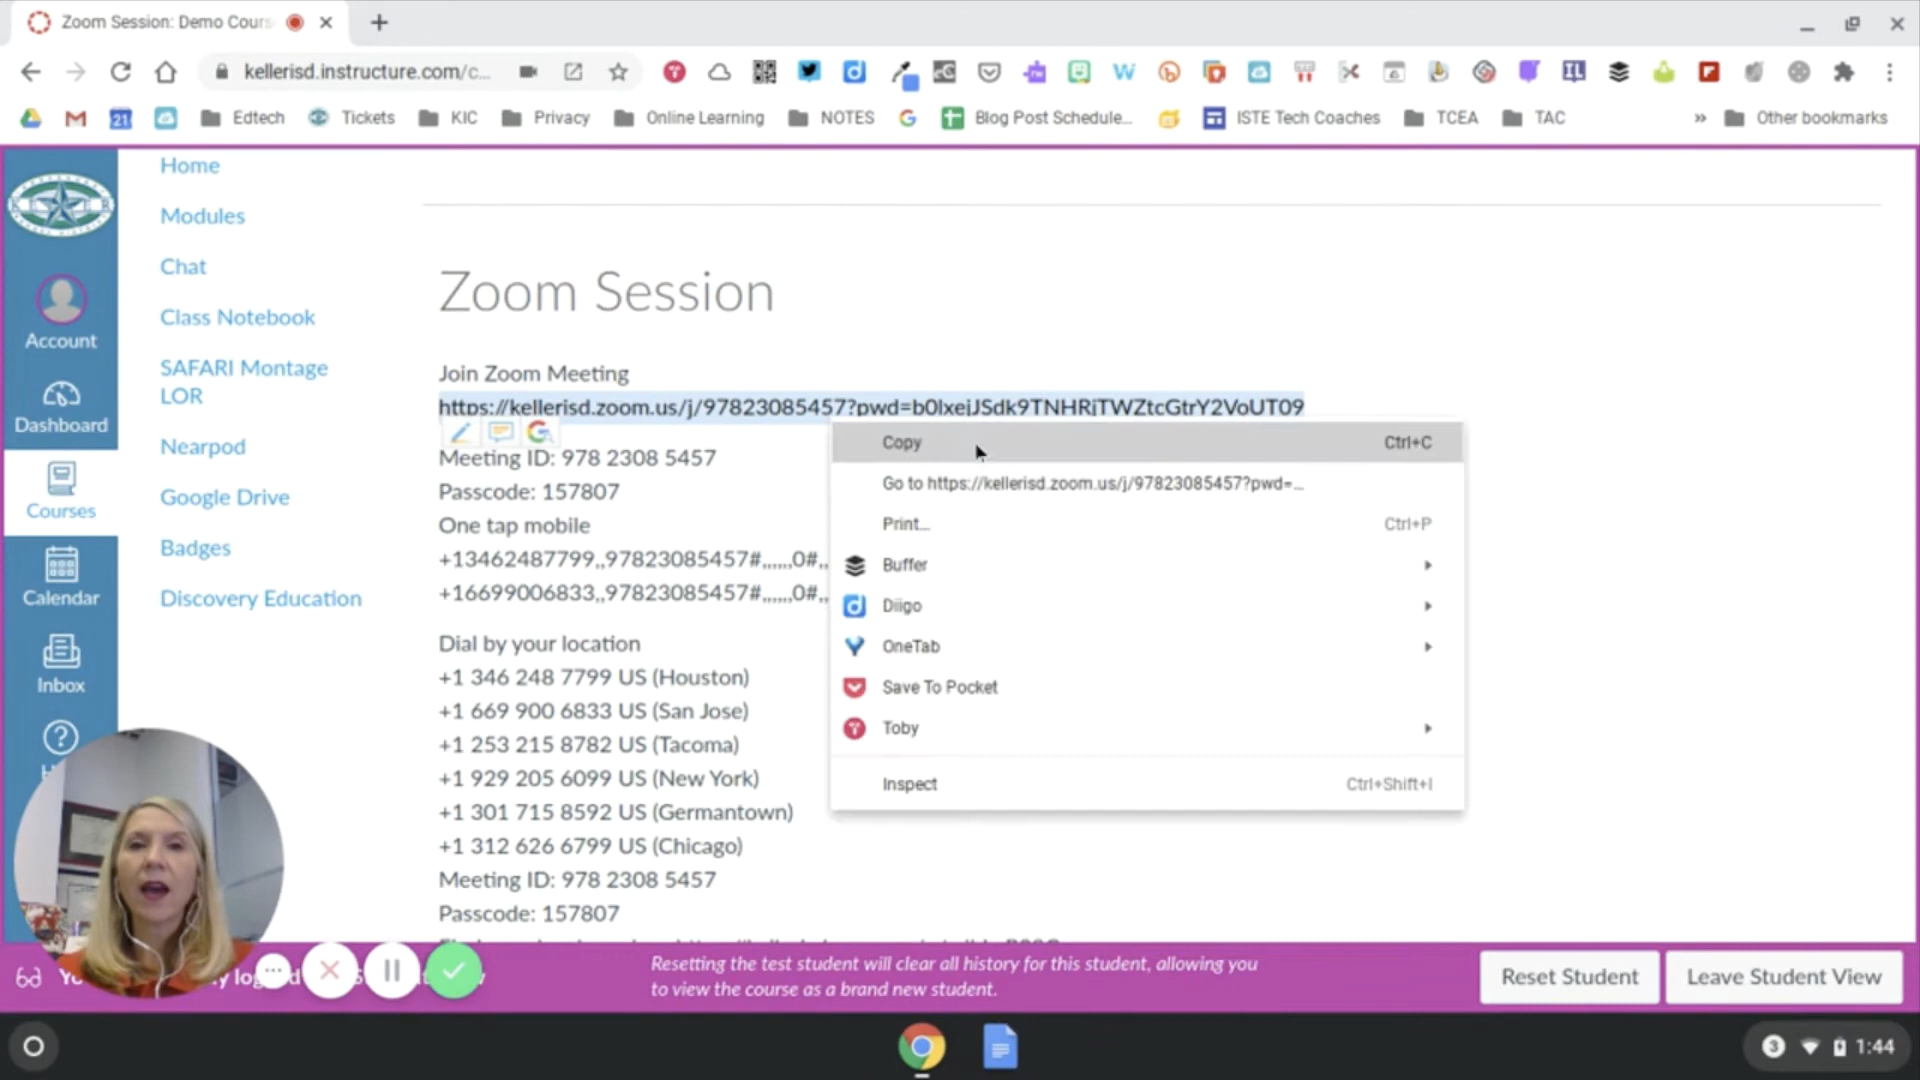 Zoom Session: Demo Cours
kellerisd.instructure.com/c...
Edtech
Tickets
KIC
Privacy
Online Learning
NOTES
Blog Post Schedule...
ISTE Tech Coaches
TCEA
TAC
»
Other bookmarks
Home
Modules
Chat
Class Notebook
SAFARI Montage
LOR
Nearpod
Google Drive
Badges
Discovery Education
Account
Dashboard
Courses
Calendar
Inbox
Zoom Session
Join Zoom Meeting
https://kellerisd.zoom.us/j/97823085457?pwd=b0lxejJSdk9TNHRjTWZtcGtrY2VoUT09
Meeting ID: 978 2308 5457
Passcode: 157807
One tap mobile
+13462487799,,97823085457#,,,,,,0#,,
+16699006833,,97823085457#,,,,,,0#,,
Dial by your location
+1 346 248 7799 US (Houston)
+1 669 900 6833 US (San Jose)
+1 253 215 8782 US (Tacoma)
+1 929 205 6099 US (New York)
+1 301 715 8592 US (Germantown)
+1 312 626 6799 US (Chicago)
Meeting ID: 978 2308 5457
Passcode: 157807
Copy Ctrl+C
Go to https://kellerisd.zoom.us/j/97823085457?pwd=...
Print... Ctrl+P
Buffer
Diigo
OneTab
Save To Pocket
Toby
Inspect Ctrl+Shift+I
Resetting the test student will clear all history for this student, allowing you
to view the course as a brand new student.
Reset Student
Leave Student View
3
1:44